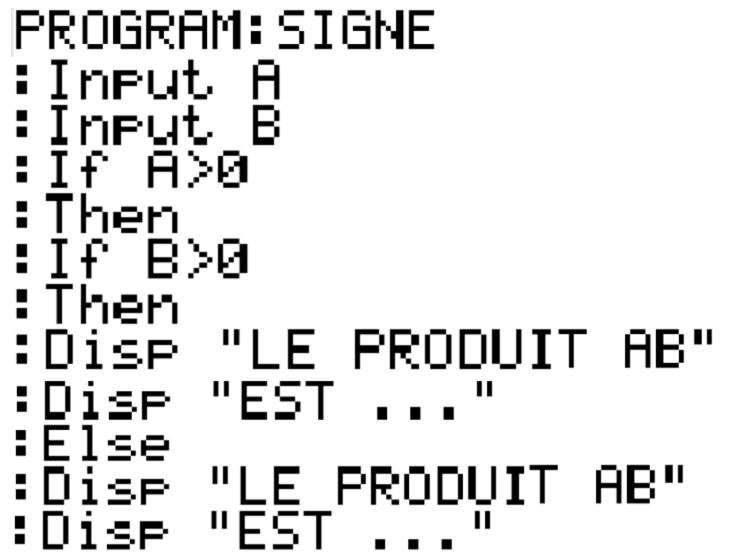 PROGRAM:SIGNE
:Input A
:Input B
:If A>0
:Then
:If B>0
:Then
:Disp "LE PRODUIT AB"
:Disp "EST ..."
:Else
:Disp "LE PRODUIT AB"
:Disp "EST ..."